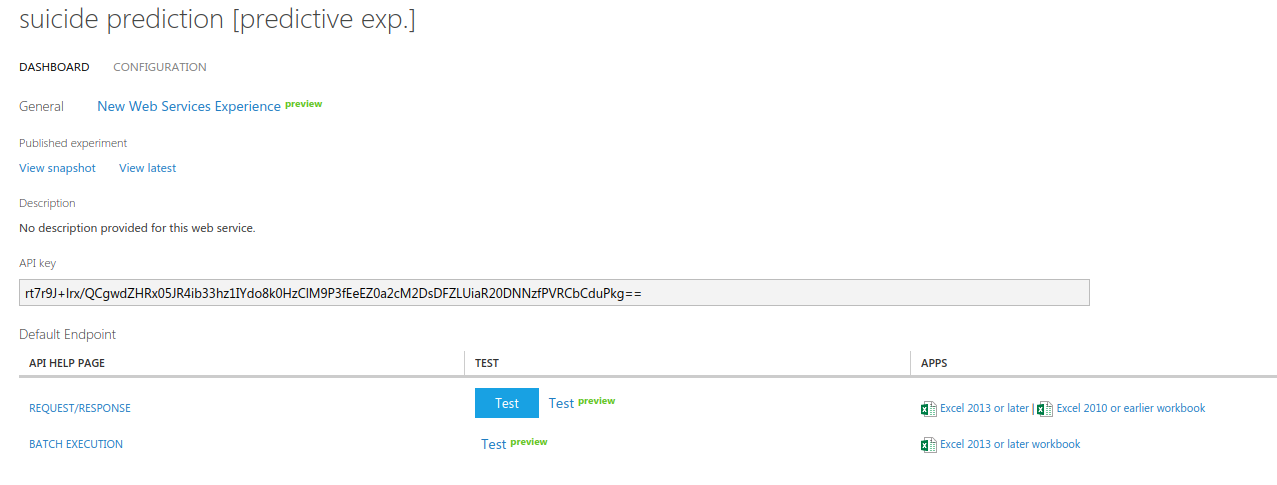 suicide prediction [predictive exp.]
DASHBOARD CONFIGURATION
General New Web Services Experience preview
Published experiment
View snapshot View latest
Description
No description provided for this web service.
API key
rt7r9J+Irx/QCgwdZHRx05JR4ib33hz1IYdo8k0HzCIM9P3fEeEZ0a2cM2DsDFZLUiaR20DNNzfPVRCbCduPkg==
Default Endpoint
API HELP PAGE TEST APPS
REQUEST/RESPONSE Test Test preview Excel 2013 or later | Excel 2010 or earlier workbook
BATCH EXECUTION Test preview Excel 2013 or later workbook